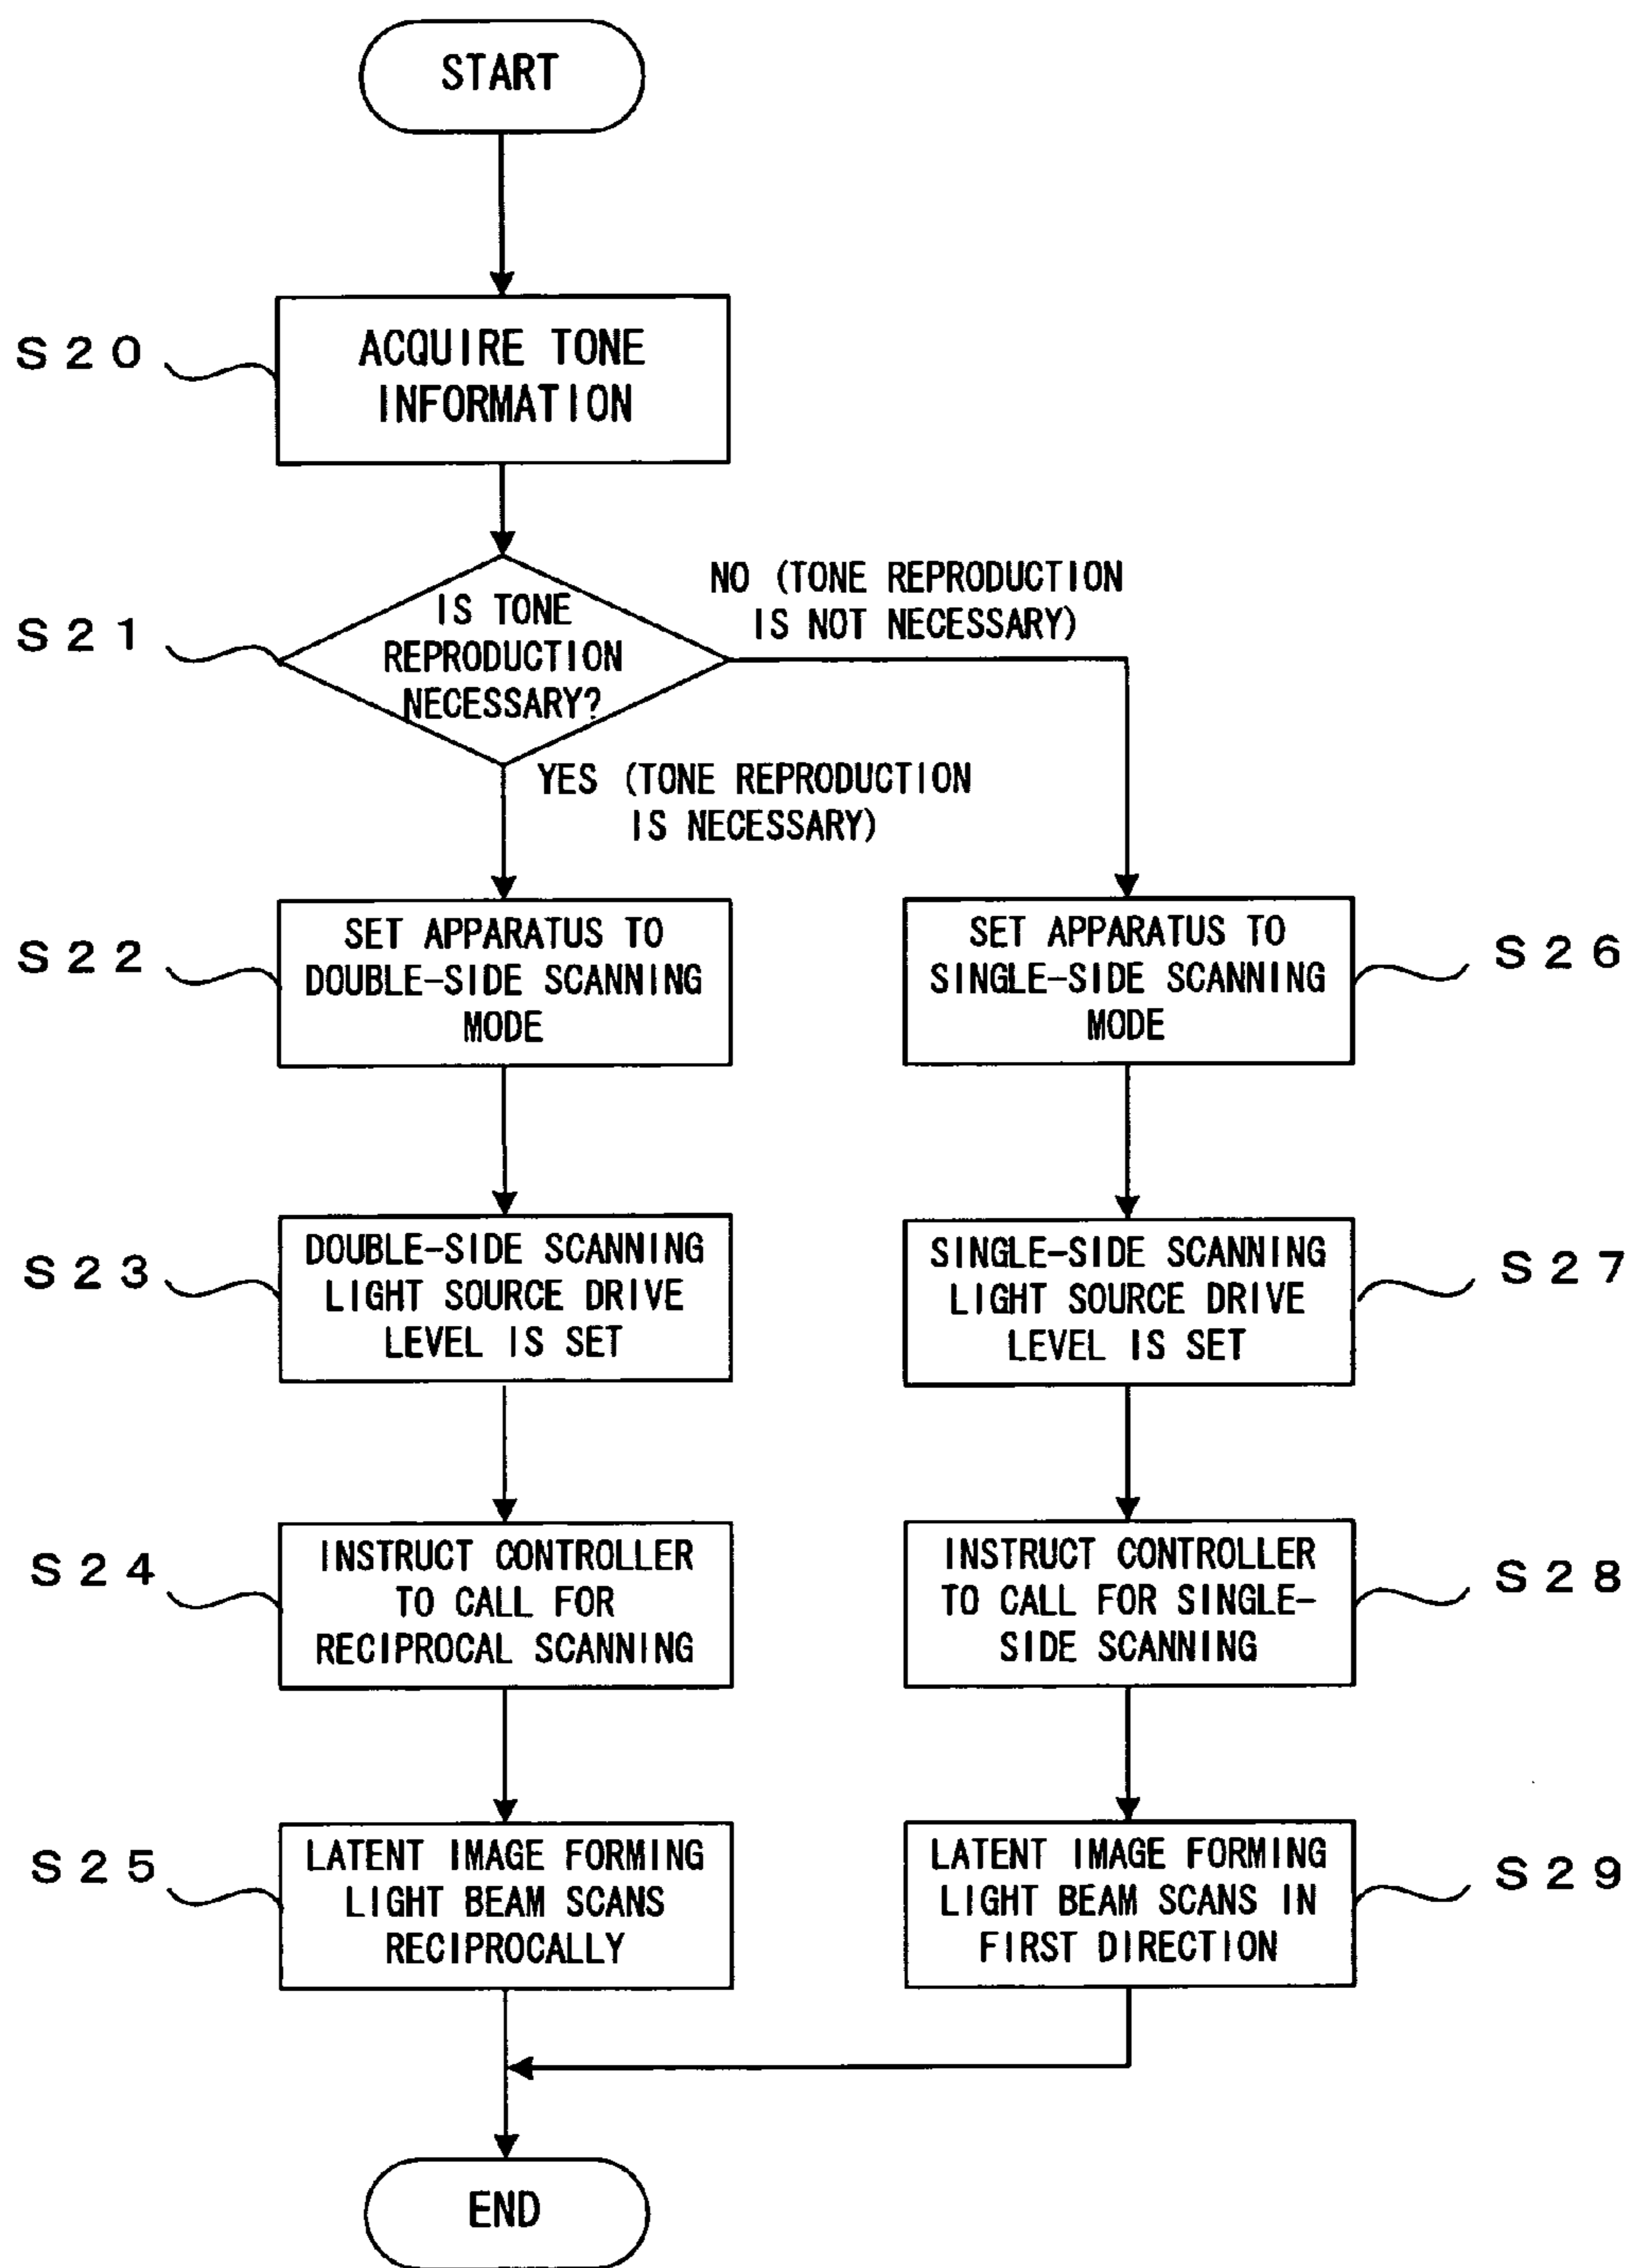 START
S20
ACQUIRE TONE
INFORMATION
S21
IS TONE
REPRODUCTION
NECESSARY?
NO (TONE REPRODUCTION
IS NOT NECESSARY)
YES (TONE REPRODUCTION
IS NECESSARY)
S22
SET APPARATUS TO
DOUBLE-SIDE SCANNING
MODE
S23
DOUBLE-SIDE SCANNING
LIGHT SOURCE DRIVE
LEVEL IS SET
S24
INSTRUCT CONTROLLER
TO CALL FOR
RECIPROCAL SCANNING
S25
LATENT IMAGE FORMING
LIGHT BEAM SCANS
RECIPROCALLY
SET APPARATUS TO
SINGLE-SIDE SCANNING
MODE
S26
SINGLE-SIDE SCANNING
LIGHT SOURCE DRIVE
LEVEL IS SET
S27
INSTRUCT CONTROLLER
TO CALL FOR SINGLE-
SIDE SCANNING
S28
LATENT IMAGE FORMING
LIGHT BEAM SCANS IN
FIRST DIRECTION
S29
END